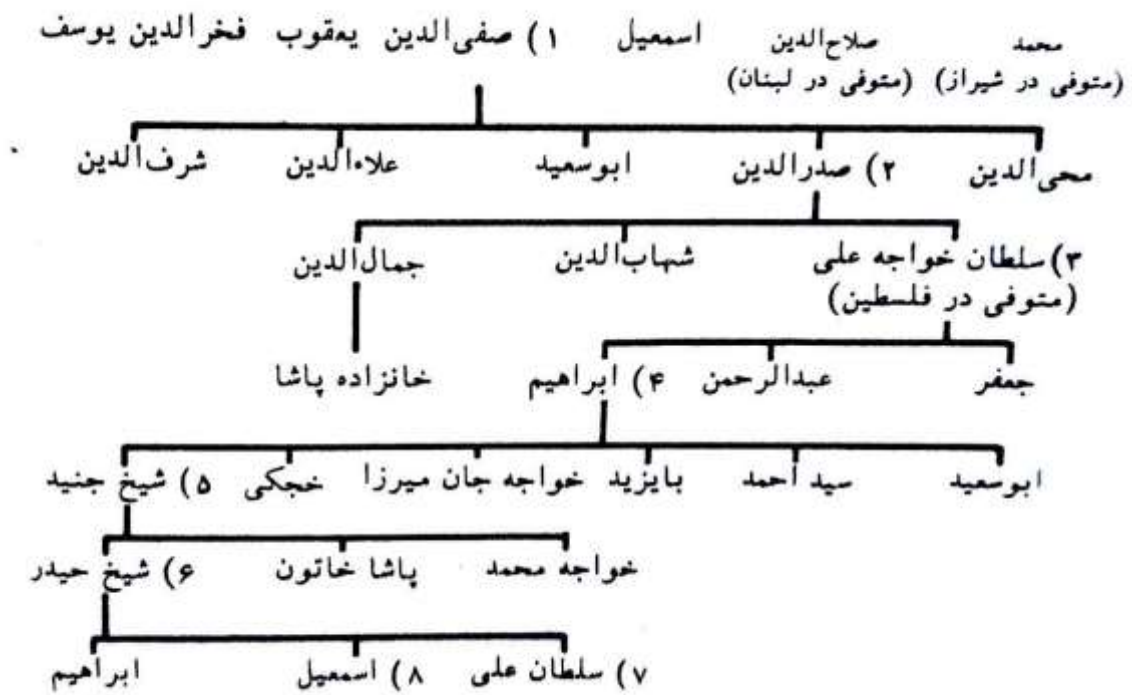 محمد صلاح‌الدین اسمعیل ۱) صفی‌الدین یعقوب فخرالدین یوسف
(متوفی در شیراز) (متوفی در لبنان)
محی‌الدین ۲) صدرالدین ابوسعید علاءالدین شرف‌الدین
۳) سلطان خواجه علی شهاب‌الدین جمال‌الدین
(متوفی در فلسطین)
جعفر عبدالرحمن ۴) ابراهیم خانزاده پاشا
ابوسعید سید أحمد بایزید خواجه جان میرزا خجکی ۵) شیخ جنید
خواجه محمد پاشا خاتون ۶) شیخ حیدر
۷) سلطان علی ۸) اسمعیل ابراهیم